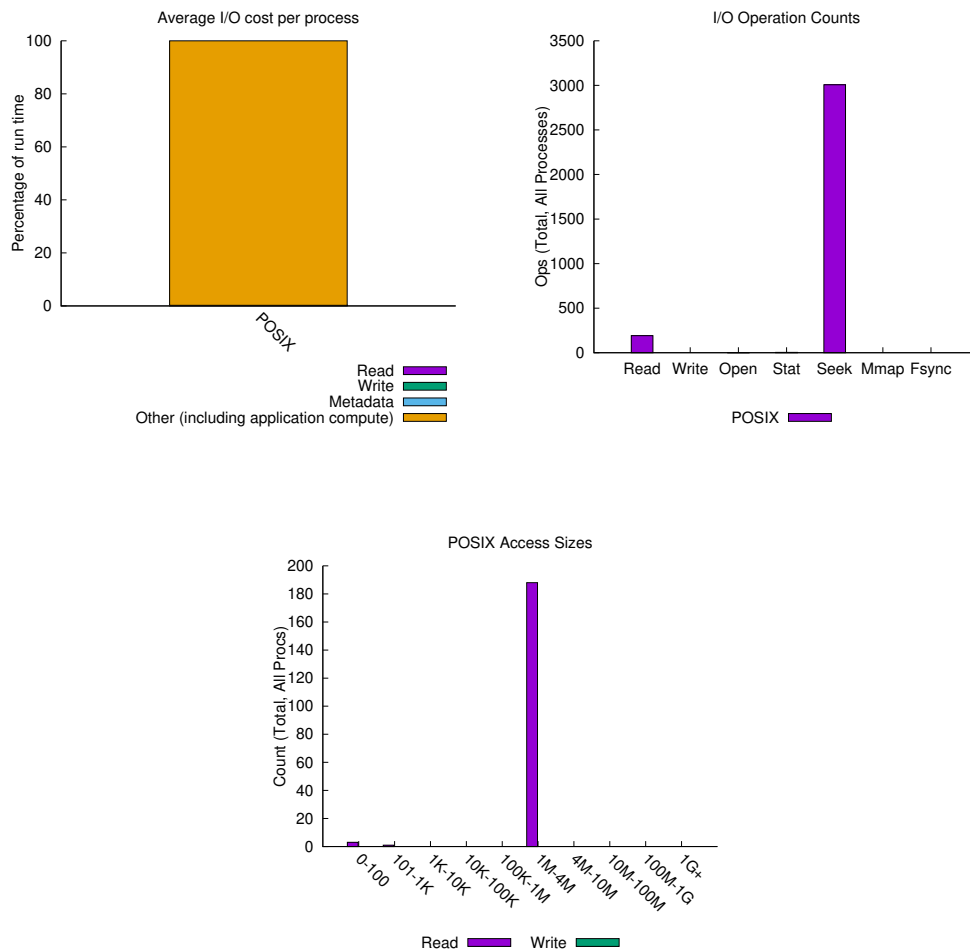 Average I/O cost per process
100
80
60
40
20
0
Percentage of run time
POSIX
Read
Write
Metadata
Other (including application compute)
I/O Operation Counts
3500
3000
2500
2000
1500
1000
500
0
Ops (Total, All Processes)
Read Write Open Stat Seek Mmap Fsync
POSIX
POSIX Access Sizes
200
180
160
140
120
100
80
60
40
20
0
Count (Total, All Procs)
0-100
101-1K
1K-10K
10K-100K
100K-1M
1M-4M
4M-10M
10M-100M
100M-1G
1G+
Read Write